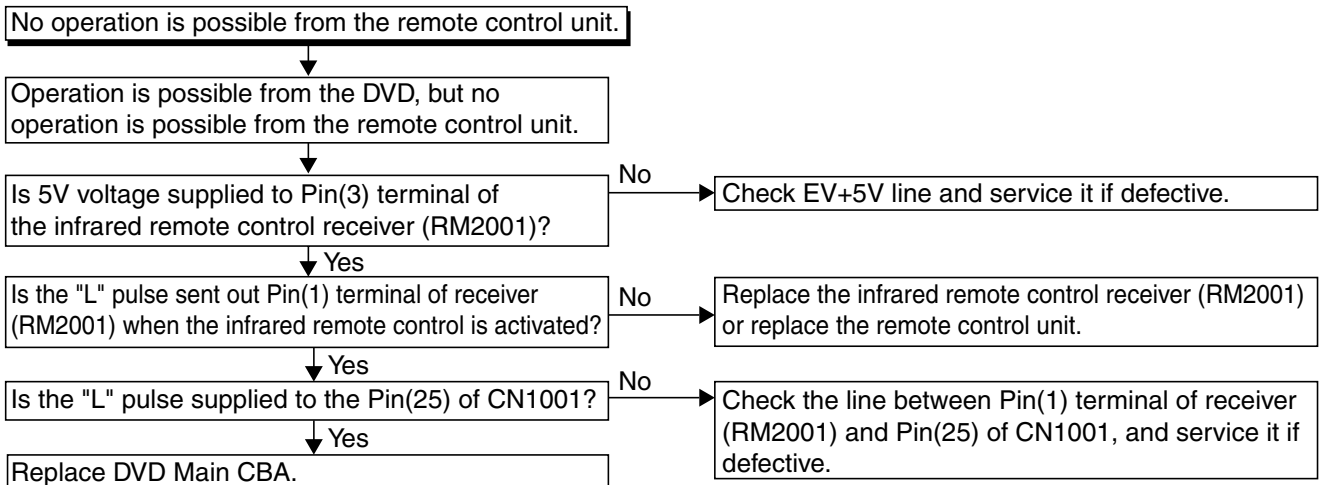 No operation is possible from the remote control unit.
Operation is possible from the DVD, but no
operation is possible from the remote control unit.
Is 5V voltage supplied to Pin(3) terminal of
the infrared remote control receiver (RM2001)?
No
Check EV+5V line and service it if defective.
Yes
Is the "L" pulse sent out Pin(1) terminal of receiver
(RM2001) when the infrared remote control is activated?
No
Replace the infrared remote control receiver (RM2001)
or replace the remote control unit.
Yes
Is the "L" pulse supplied to the Pin(25) of CN1001?
No
Check the line between Pin(1) terminal of receiver
(RM2001) and Pin(25) of CN1001, and service it if
defective.
Yes
Replace DVD Main CBA.